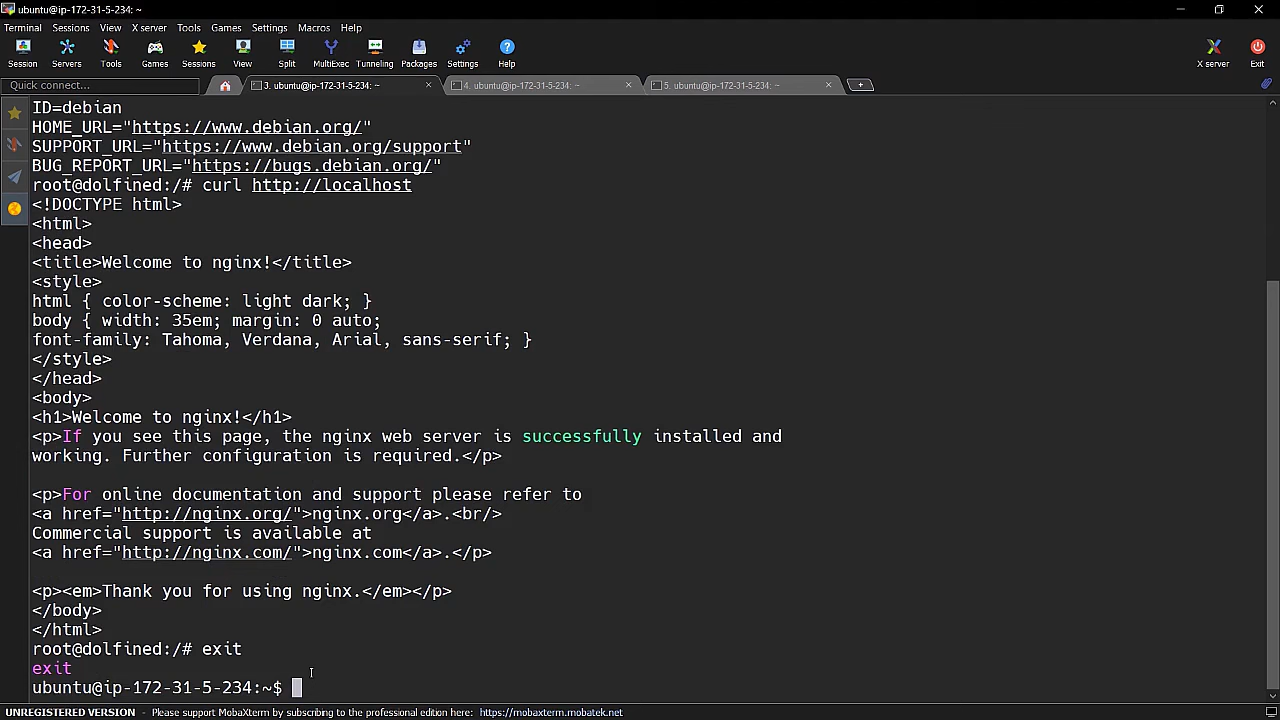 ubuntu@ip-172-31-5-234: ~
Terminal Sessions View X server Tools Games Settings Macros Help
Session Servers Tools Games Sessions View Split MultiExec Tunneling Packages Settings Help X server Exit
Quick connect... 3. ubuntu@ip-172-31-5-234: ~ 4. ubuntu@ip-172-31-5-234: ~ 5. ubuntu@ip-172-31-5-234: ~
ID=debian
HOME_URL="https://www.debian.org/"
SUPPORT_URL="https://www.debian.org/support"
BUG_REPORT_URL="https://bugs.debian.org/"
root@dolfined:/# curl http://localhost
<!DOCTYPE html>
<html>
<head>
<title>Welcome to nginx!</title>
<style>
html { color-scheme: light dark; }
body { width: 35em; margin: 0 auto;
font-family: Tahoma, Verdana, Arial, sans-serif; }
</style>
</head>
<body>
<h1>Welcome to nginx!</h1>
<p>If you see this page, the nginx web server is successfully installed and
working. Further configuration is required.</p>
<p>For online documentation and support please refer to
<a href="http://nginx.org/">nginx.org</a>.<br/>
Commercial support is available at
<a href="http://nginx.com/">nginx.com</a>.</p>
<p><em>Thank you for using nginx.</em></p>
</body>
</html>
root@dolfined:/# exit
exit
ubuntu@ip-172-31-5-234:~$
UNREGISTERED VERSION - Please support MobaXterm by subscribing to the professional edition here: https://mobaxterm.mobatek.net